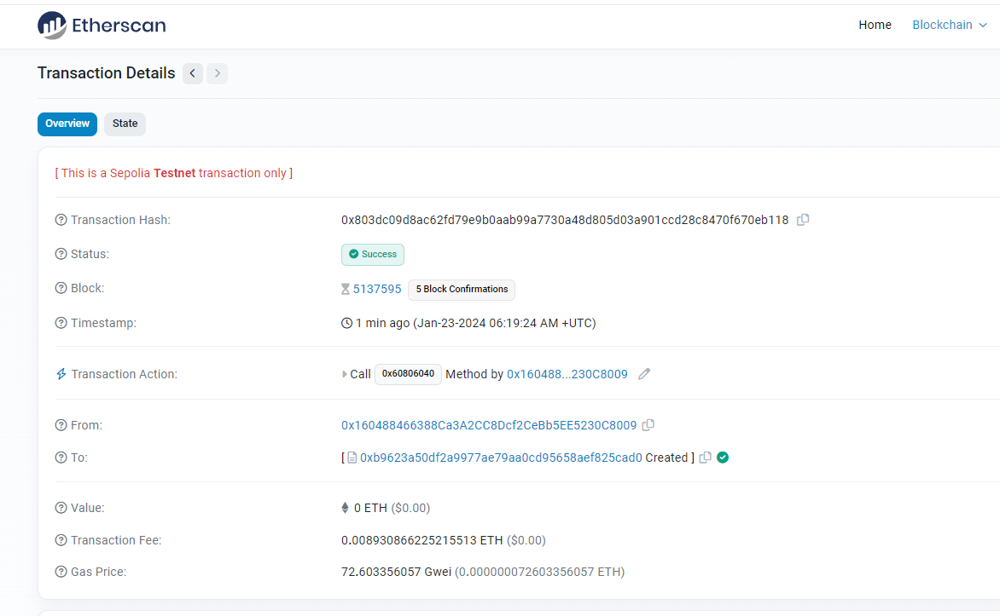 Etherscan
Home Blockchain
Transaction Details
Overview State
[ This is a Sepolia Testnet transaction only ]
Transaction Hash: 0x803dc09d8ac62fd79e9b0aab99a7730a48d805d03a901ccd28c8470f670eb118
Status: Success
Block: 5137595 5 Block Confirmations
Timestamp: 1 min ago (Jan-23-2024 06:19:24 AM +UTC)
Transaction Action: Call 0x60806040 Method by 0x160488...230C8009
From: 0x160488466388Ca3A2CC8Dcf2CeBb5EE5230C8009
To: [ 0xb9623a50df2a9977ae79aa0cd95658aef825cad0 Created ]
Value: 0 ETH ($0.00)
Transaction Fee: 0.008930866225215513 ETH ($0.00)
Gas Price: 72.603356057 Gwei (0.000000072603356057 ETH)